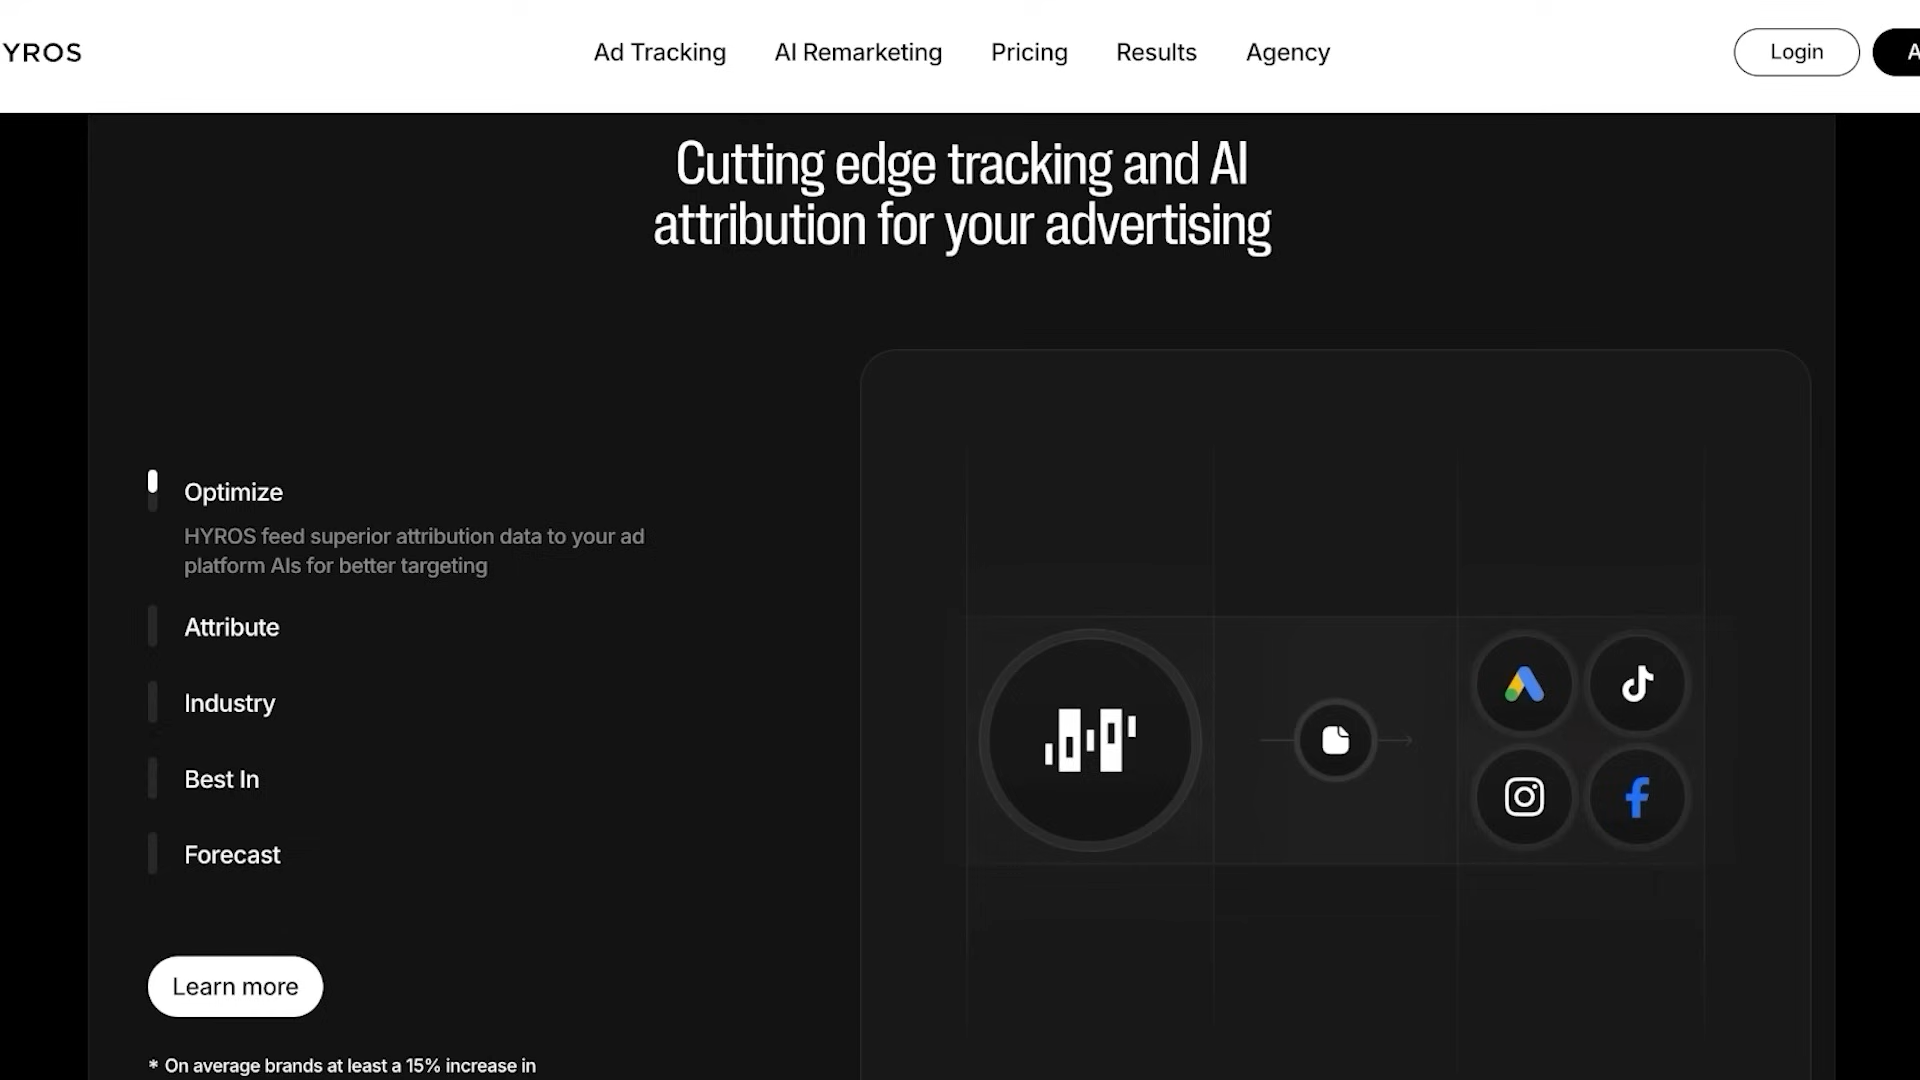 YROS
Ad Tracking
AI Remarketing
Pricing
Results
Agency
Login
A
Cutting edge tracking and AI
attribution for your advertising
Optimize
HYROS feed superior attribution data to your ad
platform AIs for better targeting
Attribute
Industry
Best In
Forecast
Learn more
* On average brands at least a 15% increase in